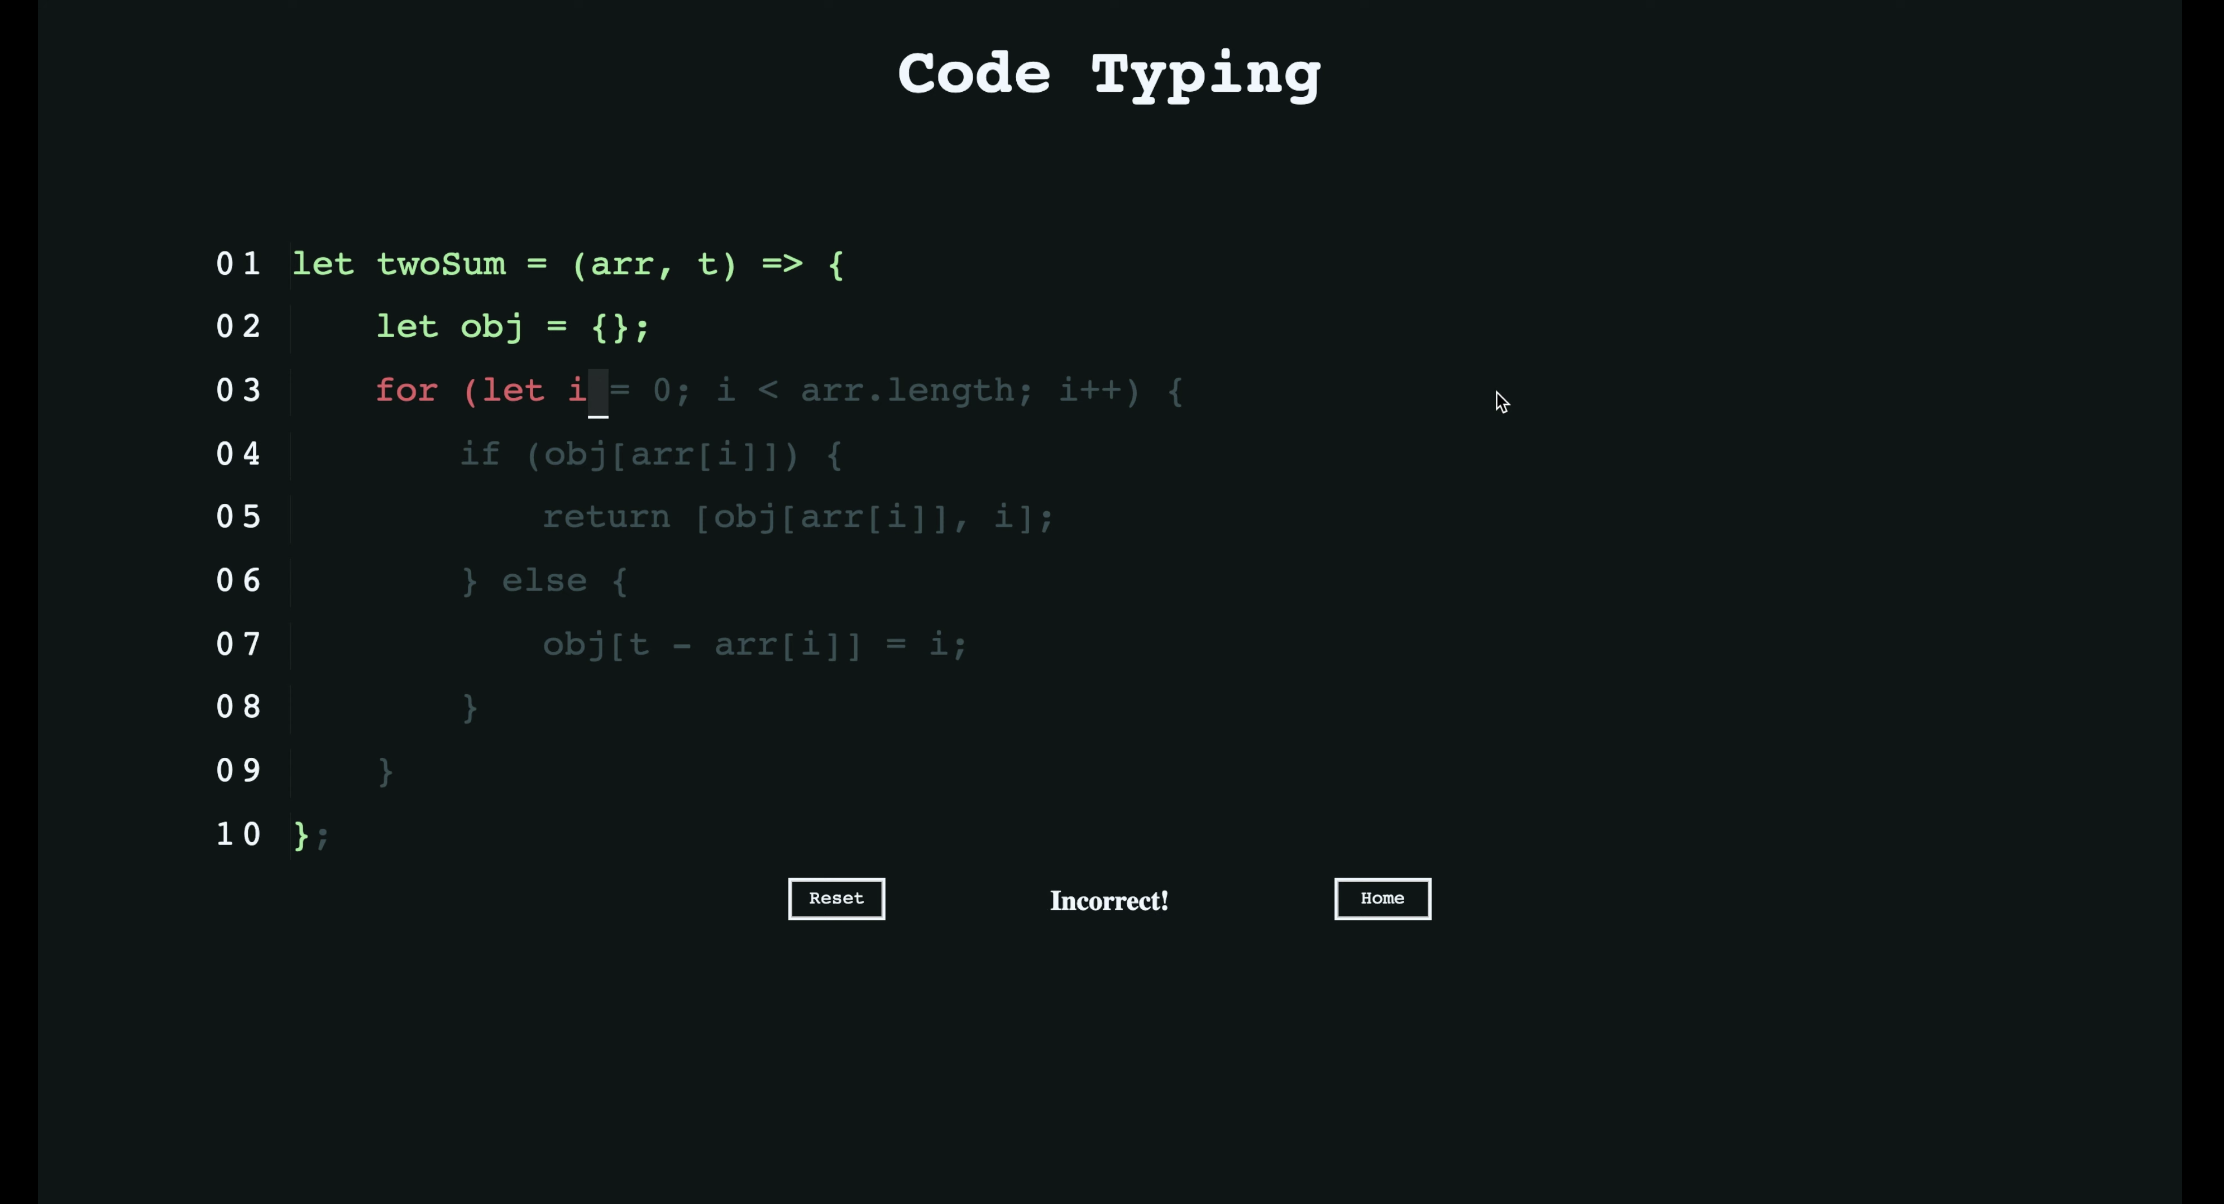 Code Typing
01 let twoSum = (arr, t) => {
02     let obj = {};
03     for (let i = 0; i < arr.length; i++) {
04         if (obj[arr[i]]) {
05             return [obj[arr[i]], i];
06         } else {
07             obj[t - arr[i]] = i;
08         }
09     }
10 };
Reset Incorrect! Home